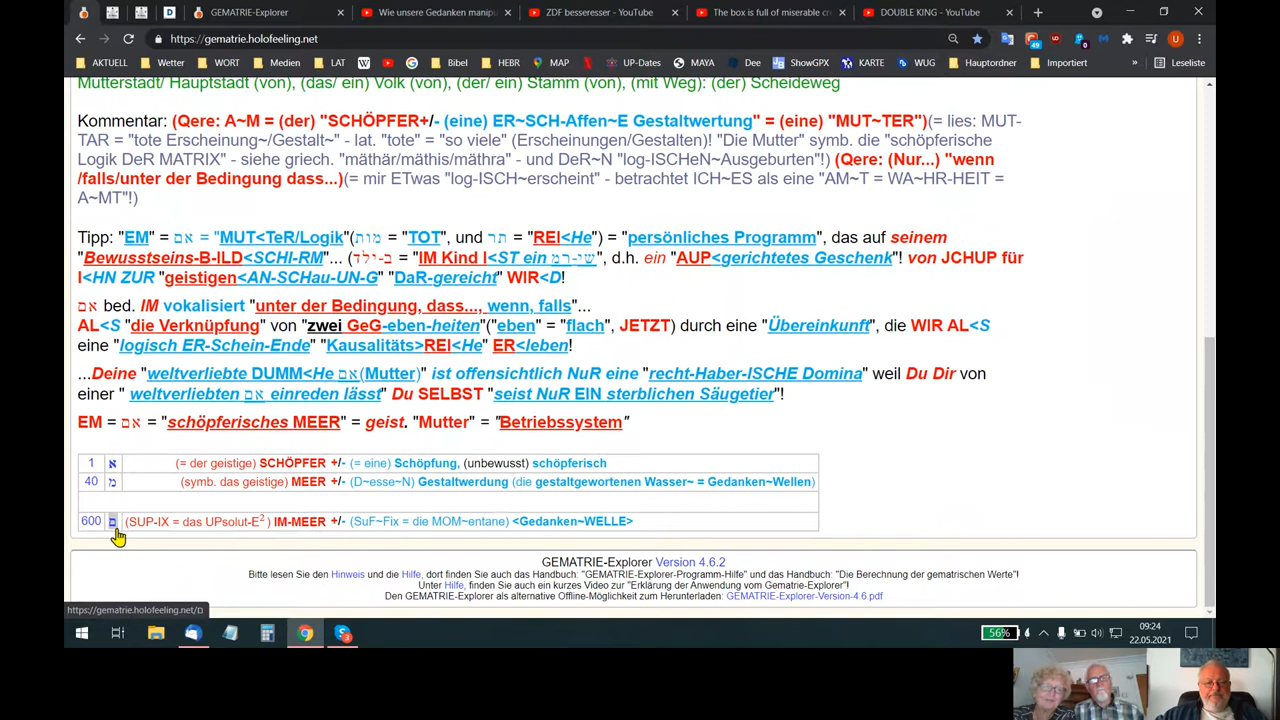 GEMATRIE-Explorer
Wie unsere Gedanken manipu
ZDF besseresser - YouTube
The box is full of miserable cr
DOUBLE KING - YouTube
https://gematrie.holofeeling.net
AKTUELL Wetter WORT Medien LAT Bibel HEBR MAP UP-Dates MAYA Dee ShowGPX KARTE WUG Hauptordner Importiert » Leseliste
Mutterstadt/ Hauptstadt (von), (das/ ein) Volk (von), (der/ ein) Stamm (von), (mit Weg): (der) Scheideweg
Kommentar: (Qere: A~M = (der) "SCHÖPFER+/- (eine) ER~SCH-Affen~E Gestaltwertung" = (eine) "MUT~TER")(= lies: MUT-
TAR = "tote Erscheinung~/Gestalt~" - lat. "tote" = "so viele" (Erscheinungen/Gestalten)! "Die Mutter" symb. die "schöpferische
Logik DeR MATRIX" - siehe griech. "mäthär/mäthis/mäthra" - und DeR~N "log-ISCHeN~Ausgeburten"!) (Qere: (Nur...) "wenn
/falls/unter der Bedingung dass...)(= mir ETwas "log-ISCH~erscheint" - betrachtet ICH~ES als eine "AM~T = WA~HR-HEIT =
A~MT"!)
Tipp: "EM" = אם = "MUT<TeR/Logik"(מות = "TOT", und תר = "REI<He") = "persönliches Programm", das auf seinem
"Bewusstseins-B-ILD<SCHI-RM"... (ב-ילד = "IM Kind I<ST ein שי-רם", d.h. ein "AUP<gerichtetes Geschenk"! von JCHUP für
I<HN ZUR "geistigen<AN-SCHau-UN-G" "DaR-gereicht" WIR<D!
אם bed. IM vokalisiert "unter der Bedingung, dass..., wenn, falls"...
AL<S "die Verknüpfung" von "zwei GeG-eben-heiten"("eben" = "flach", JETZT) durch eine "Übereinkunft", die WIR AL<S
eine "logisch ER-Schein-Ende" "Kausalitäts>REI<He" ER<leben!
...Deine "weltverliebte DUMM<He אם(Mutter)" ist offensichtlich NuR eine "recht-Haber-ISCHE Domina" weil Du Dir von
einer " weltverliebten אם einreden lässt" Du SELBST "seist NuR EIN sterblichen Säugetier"!
EM = אם = "schöpferisches MEER" = geist. "Mutter" = "Betriebssystem"
1 א (= der geistige) SCHÖPFER +/- (= eine) Schöpfung, (unbewusst) schöpferisch
40 מ (symb. das geistige) MEER +/- (D~esse~N) Gestaltwerdung (die gestaltgewortenen Wasser~ = Gedanken~Wellen)
600 ם (SUP-IX = das UPsolut-E² ) IM-MEER +/- (SuF~Fix = die MOM~entane) <Gedanken~WELLE>
GEMATRIE-Explorer Version 4.6.2
Bitte lesen Sie den Hinweis und die Hilfe, dort finden Sie auch das Handbuch: "GEMATRIE-Explorer-Programm-Hilfe" und das Handbuch: "Die Berechnung der gematrischen Werte"!
Unter Hilfe, finden Sie auch ein kurzes Video zur "Erklärung der Anwendung vom Gematrie-Explorer"!
Den GEMATRIE-Explorer als alternative Offline-Möglichkeit zum Herunterladen: GEMATRIE-Explorer-Version-4.6 pdf
https://gematrie.holofeeling.net/ם
56%
09:24
22.05.2021